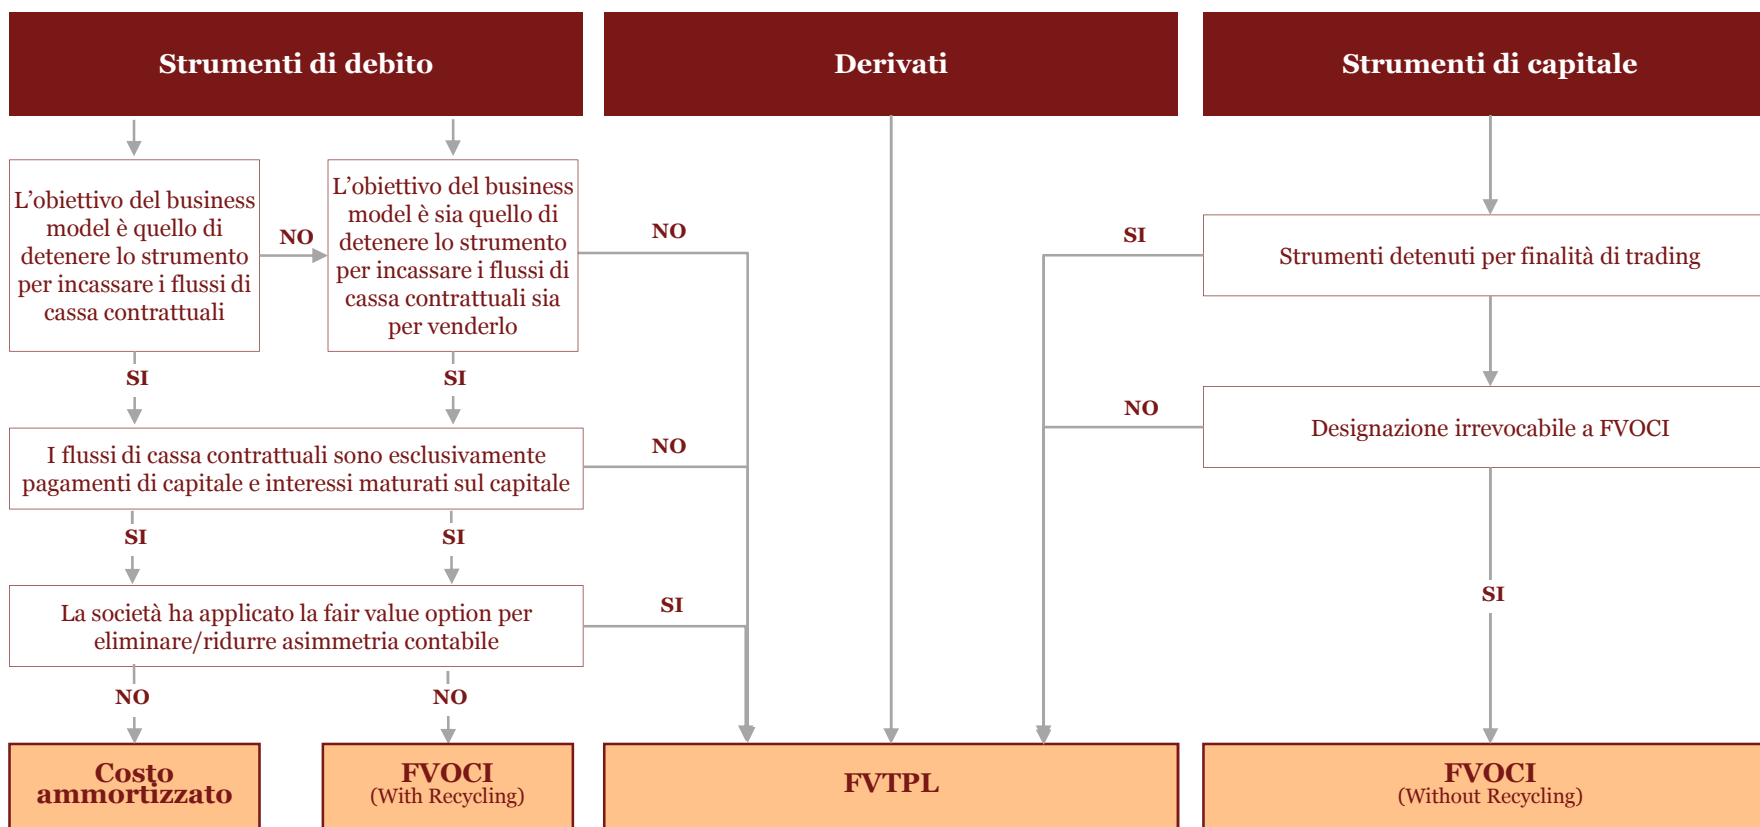 Strumenti di debito
Derivati
Strumenti di capitale
L'obiettivo del business
model è quello di
detenere lo strumento
per incassare i flussi di
cassa contrattuali
NO
L'obiettivo del business
model è sia quello di
detenere lo strumento
per incassare i flussi di
cassa contrattuali sia
per venderlo
NO
SI
Strumenti detenuti per finalità di trading
SI
SI
NO
Designazione irrevocabile a FVOCI
I flussi di cassa contrattuali sono esclusivamente
pagamenti di capitale e interessi maturati sul capitale
NO
SI
SI
La società ha applicato la fair value option per
eliminare/ridurre asimmetria contabile
SI
SI
NO
NO
Costo
ammortizzato
FVOCI
(With Recycling)
FVTPL
FVOCI
(Without Recycling)